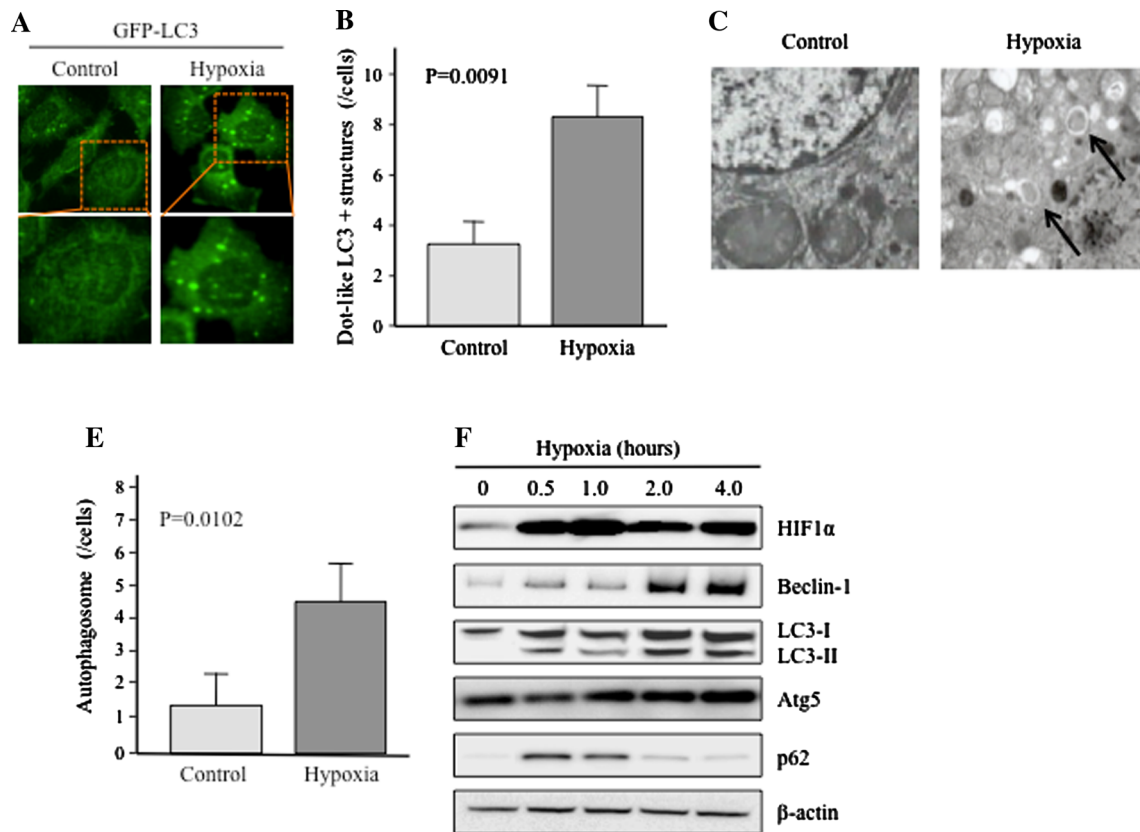 A
GFP-LC3
Control Hypoxia
B
Dot-like LC3 + structures (/cells)
10
8
6
4
2
0
P=0.0091
Control Hypoxia
C
Control Hypoxia
E
Autophagosome (/cells)
8
7
6
5
4
3
2
1
0
P=0.0102
Control Hypoxia
F
Hypoxia (hours)
0 0.5 1.0 2.0 4.0
HIF1α
Beclin-1
LC3-I
LC3-II
Atg5
p62
β-actin